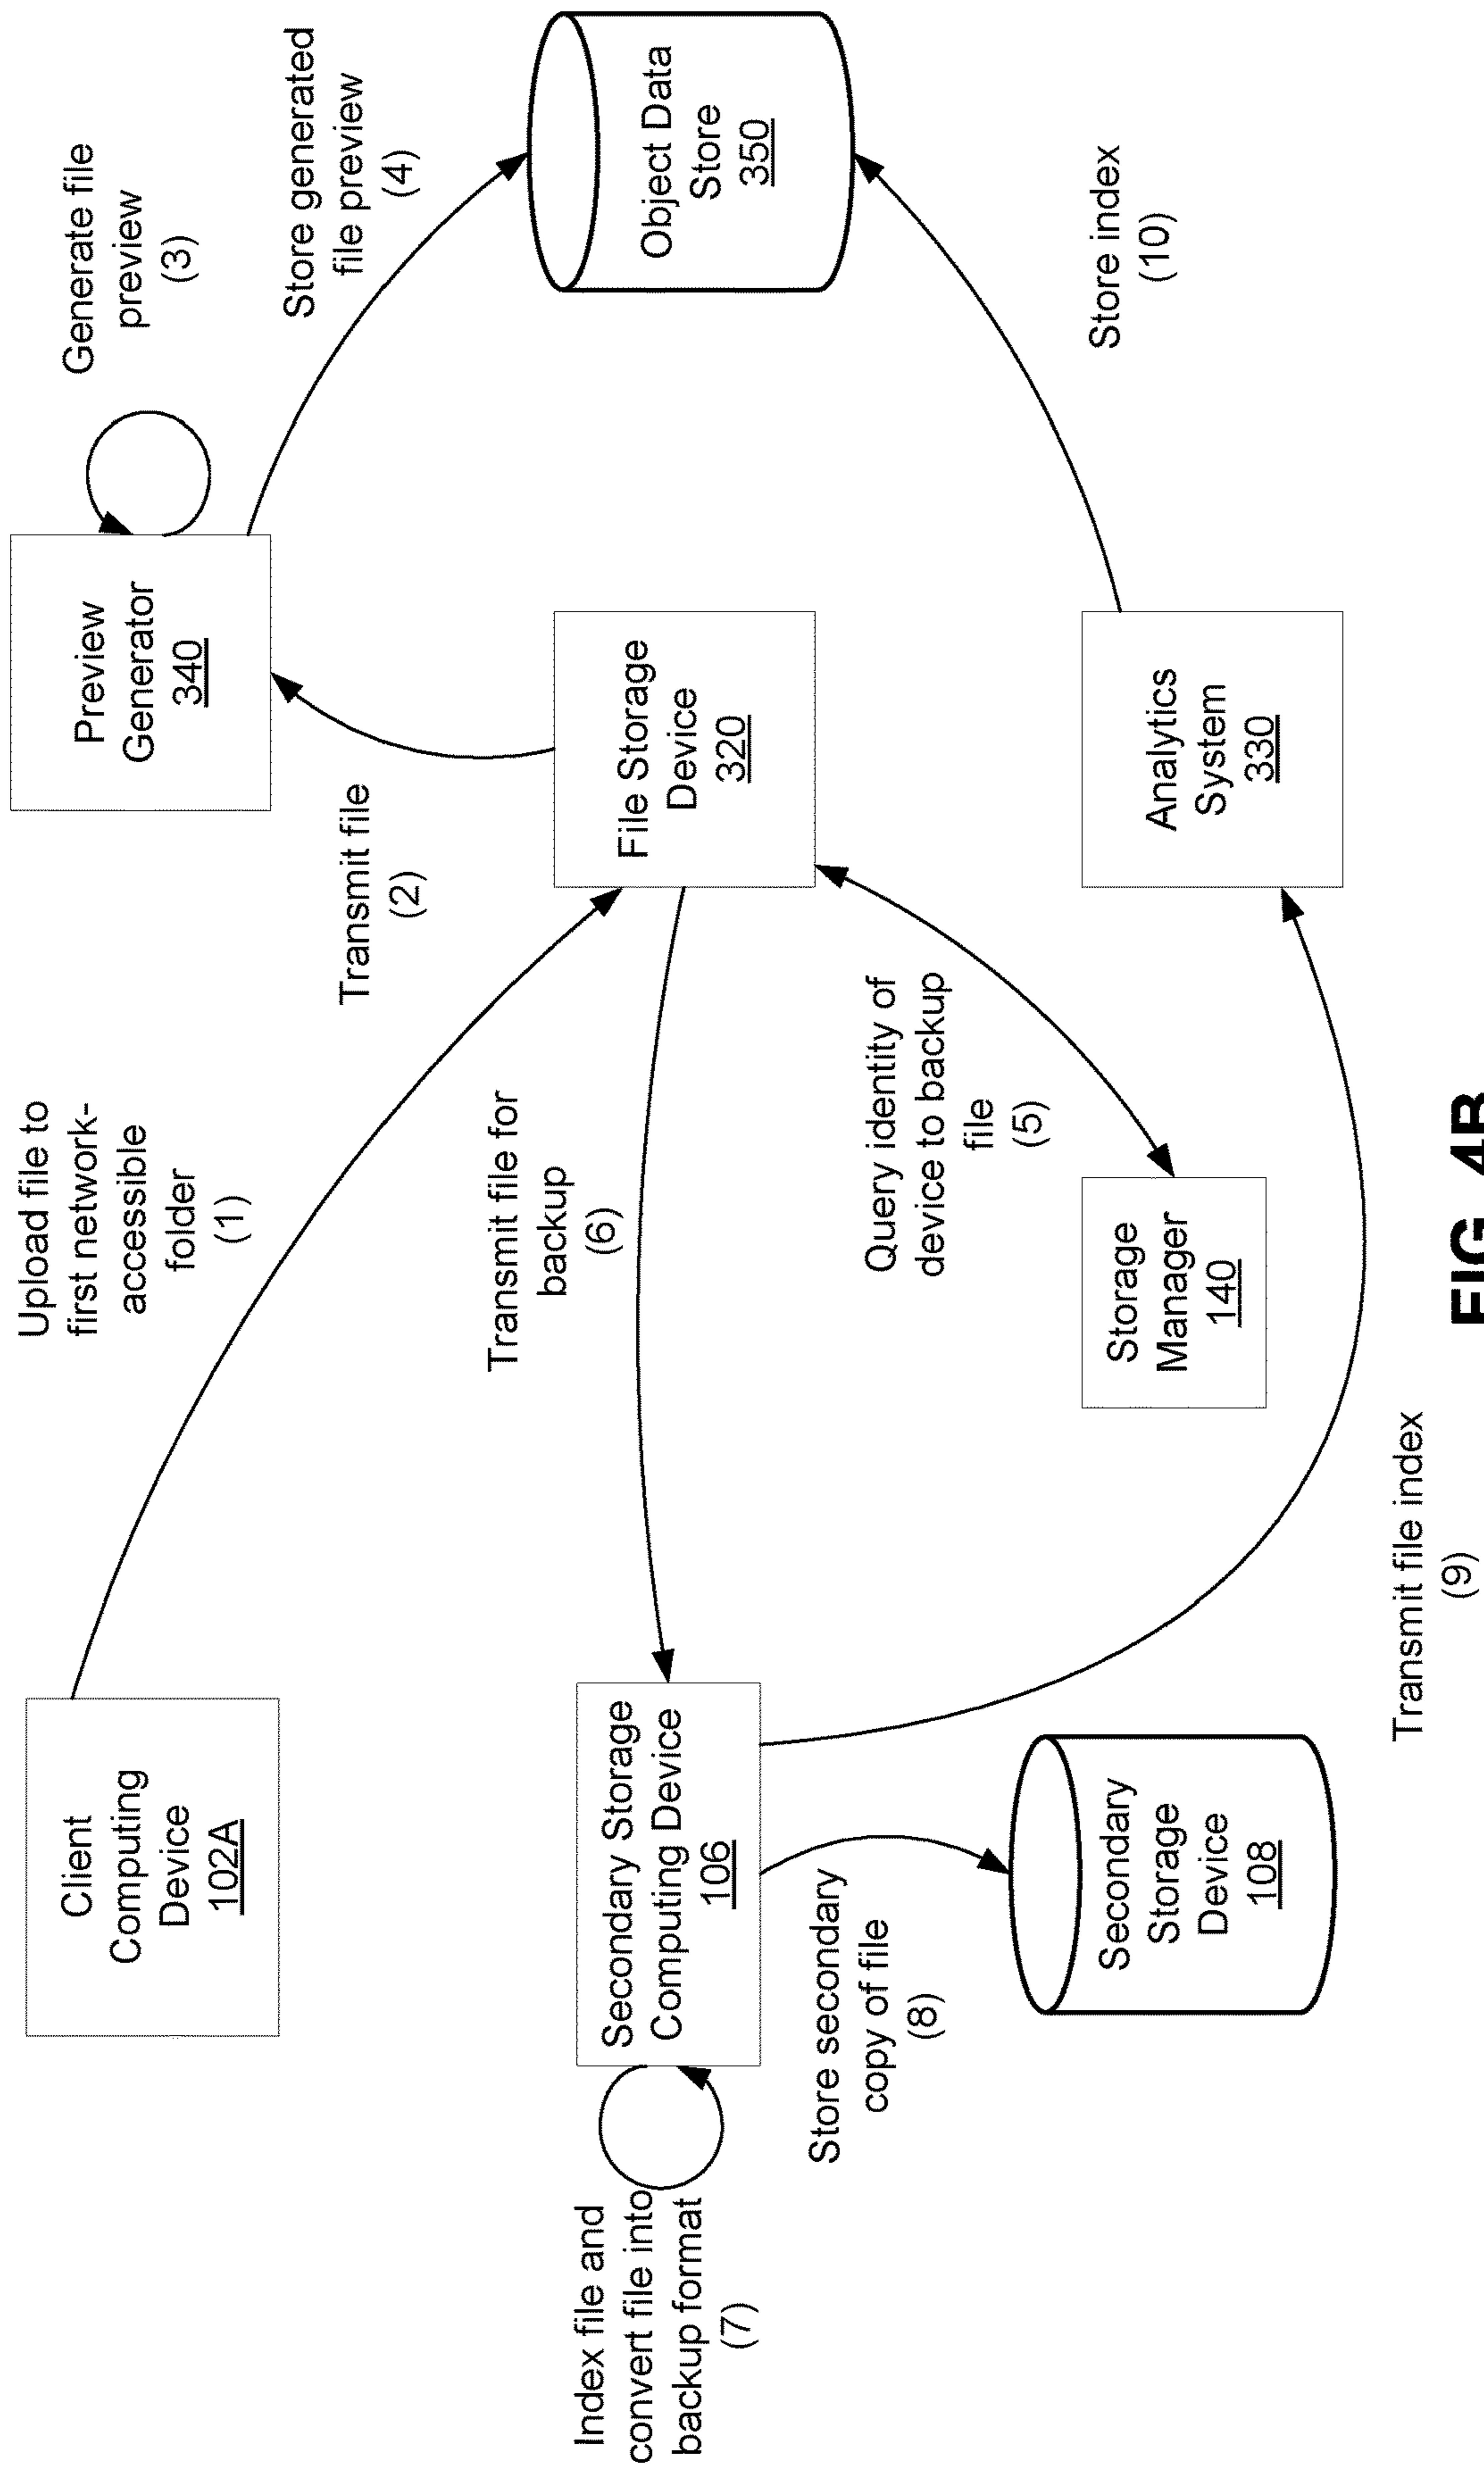 Client
Computing
Device
102A
Upload file to
first network-
accessible
folder
(1)
Transmit file
(2)
Preview
Generator
340
Generate file
preview
(3)
Store generated
file preview
(4)
Index file and
convert file into
backup format
(7)
Secondary Storage
Computing Device
106
Transmit file for
backup
(6)
File Storage
Device
320
Object Data
Store
350
Store secondary
copy of file
(8)
Query identity of
device to backup
file
(5)
Secondary
Storage
Device
108
Storage
Manager
140
Analytics
System
330
Store index
(10)
Transmit file index
(9)
FIG. 4B